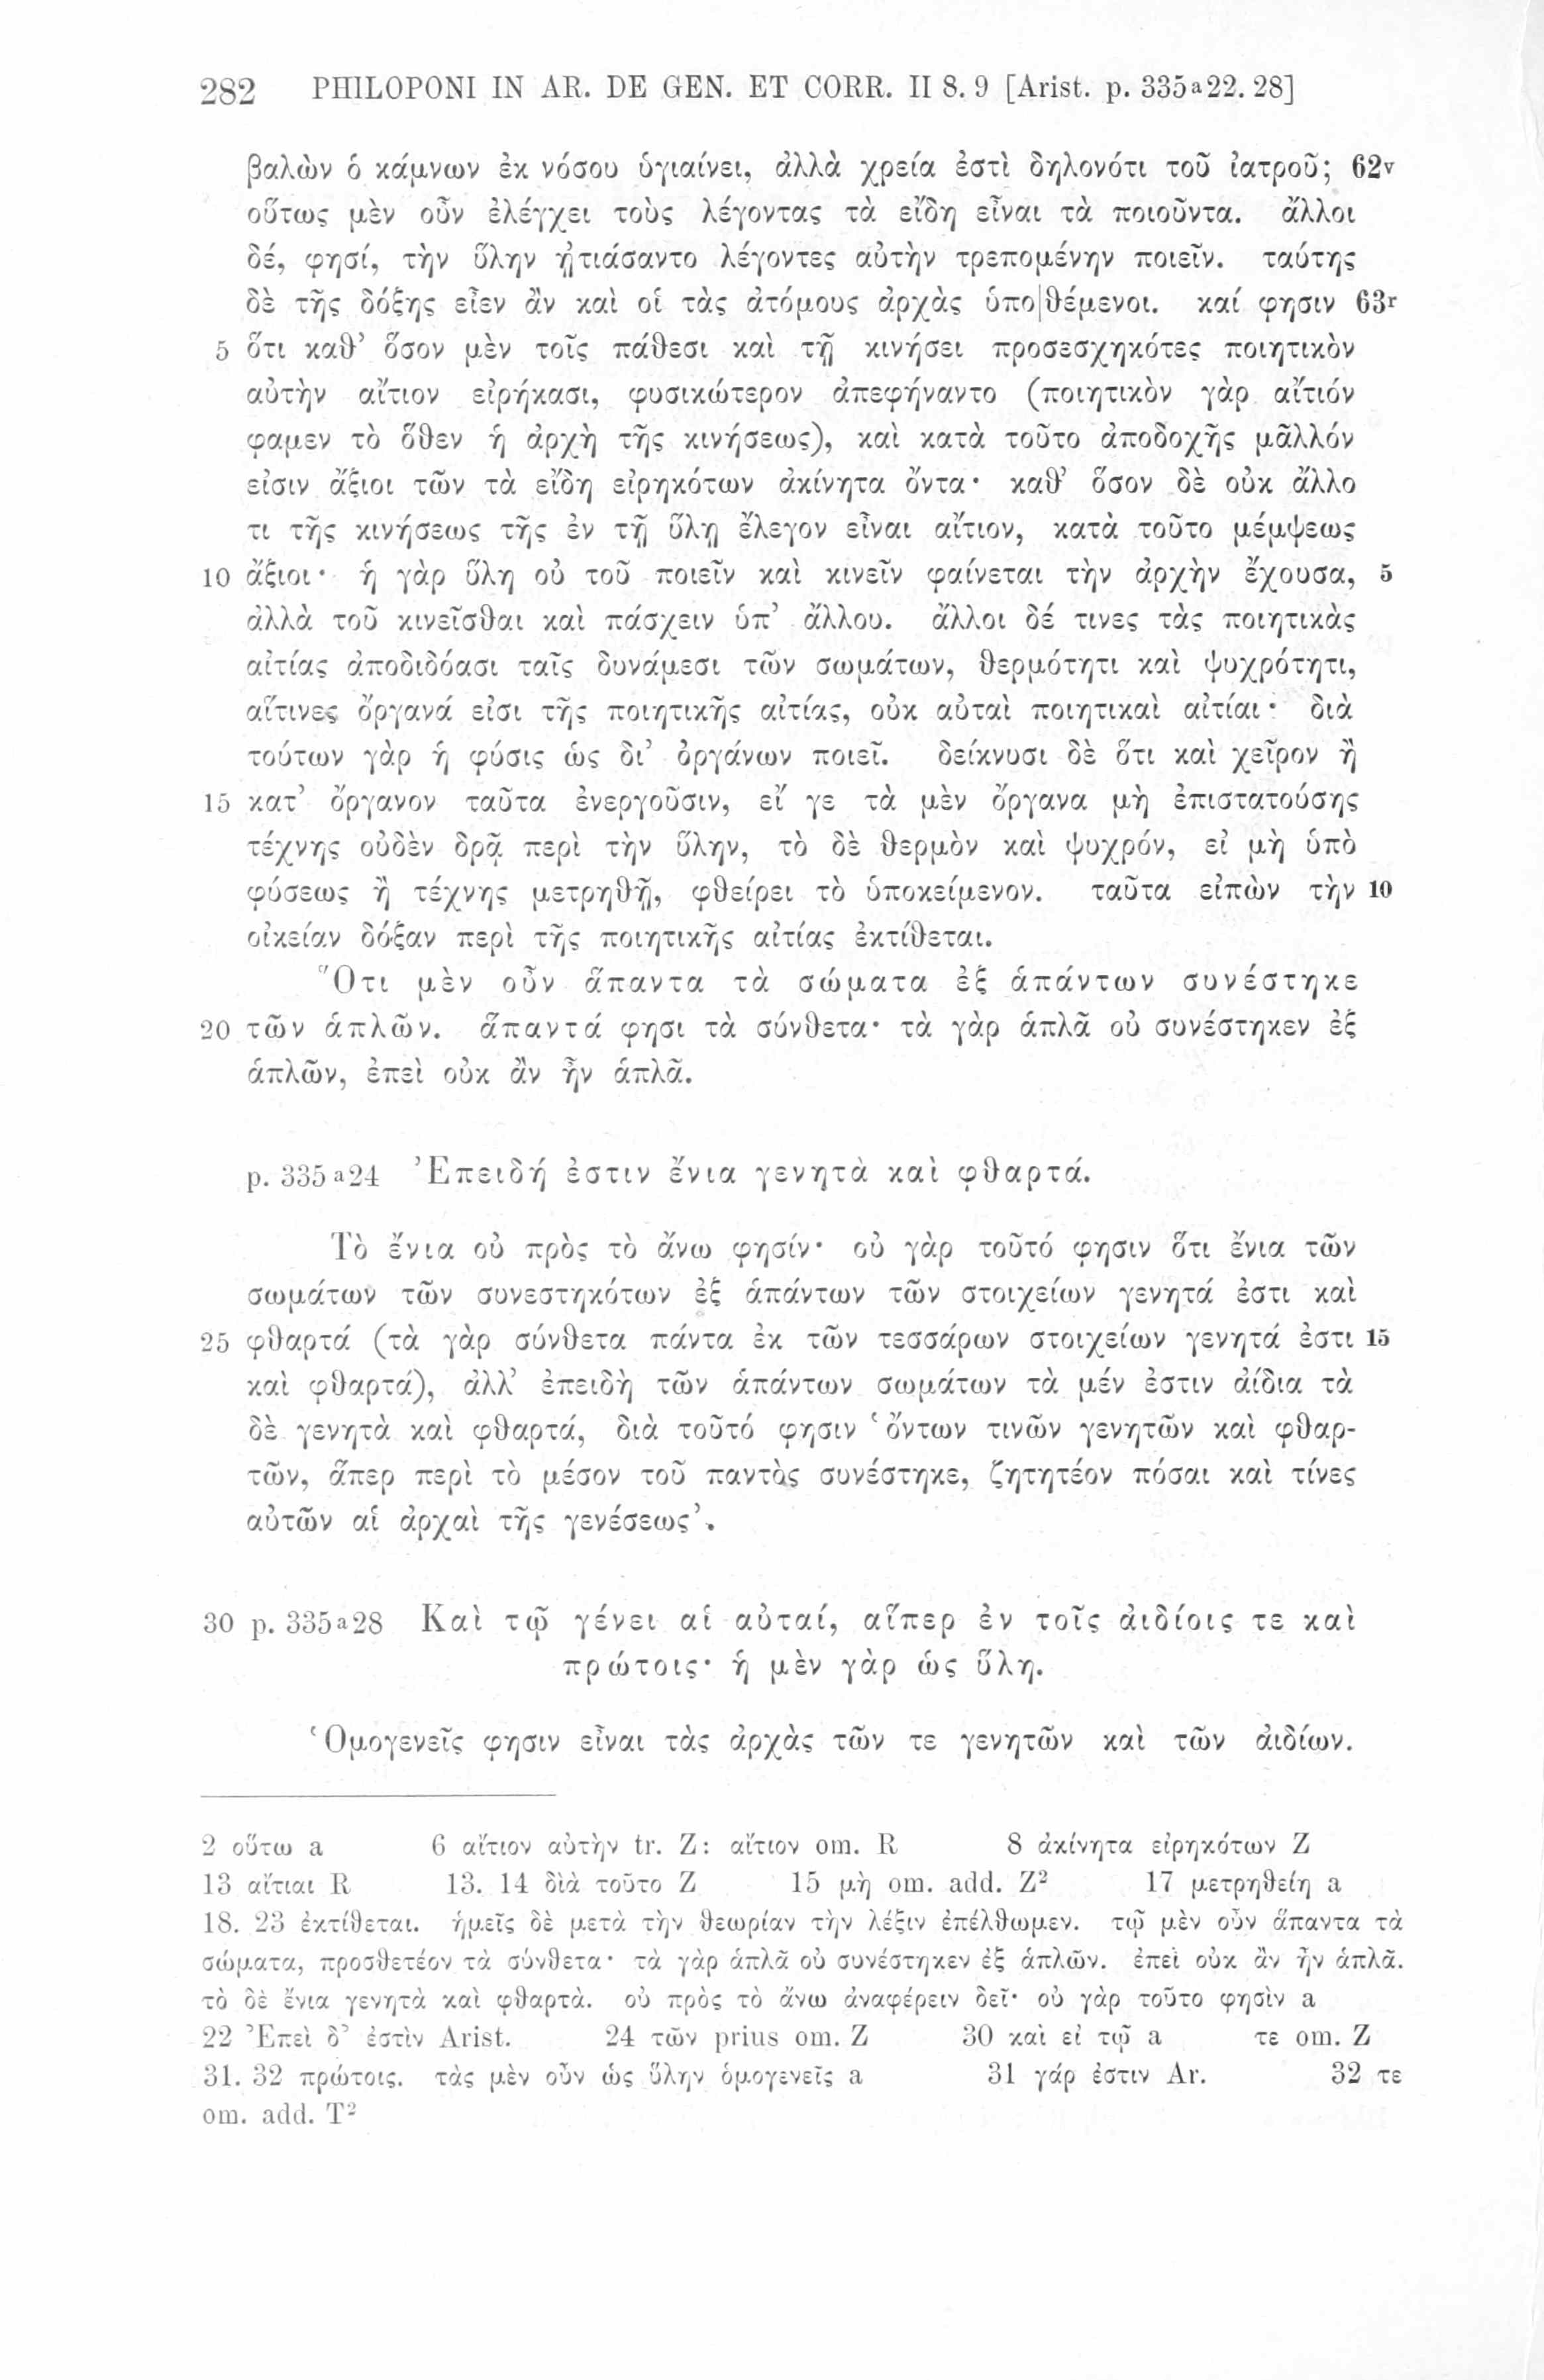 282 PHILOPONI IN AR. DE GEN. ET CORR. II 8. 9 [Arist. p. 335a22. 28]
βαλὼν ὁ κάμνων ἐκ νόσου ὑγιαίνει, ἀλλὰ χρεία ἐστὶ δηλονότι τοῦ ἰατροῦ; 62v
οὕτως μὲν οὖν ἐλέγχει τοὺς λέγοντας τὰ εἴδη εἶναι τὰ ποιοῦντα. ἄλλοι
δέ, φησί, τὴν ὕλην ᾐτιάσαντο λέγοντες αὐτὴν τρεπομένην ποιεῖν. ταύτης
δὲ τῆς δόξης εἶεν ἂν καὶ οἱ τὰς ἀτόμους ἀρχὰς ὑπο|θέμενοι. καί φησιν 63r
5 ὅτι καθ’ ὅσον μὲν τοῖς πάθεσι καὶ τῇ κινήσει προσεσχηκότες ποιητικὸν
αὐτὴν αἴτιον εἰρήκασι, φυσικώτερον ἀπεφήναντο (ποιητικὸν γὰρ αἴτιόν
φαμεν τὸ ὅθεν ἡ ἀρχὴ τῆς κινήσεως), καὶ κατὰ τοῦτο ἀποδοχῆς μᾶλλόν
εἰσιν ἄξιοι τῶν τὰ εἴδη εἰρηκότων ἀκίνητα ὄντα· καθ’ ὅσον δὲ οὐκ ἄλλο
τι τῆς κινήσεως τῆς ἐν τῇ ὕλῃ ἔλεγον εἶναι αἴτιον, κατὰ τοῦτο μέμψεως
10 ἄξιοι· ἡ γὰρ ὕλη οὐ τοῦ ποιεῖν καὶ κινεῖν φαίνεται τὴν ἀρχὴν ἔχουσα, 5
ἀλλὰ τοῦ κινεῖσθαι καὶ πάσχειν ὑπ’ ἄλλου. ἄλλοι δέ τινες τὰς ποιητικὰς
αἰτίας ἀποδιδόασι ταῖς δυνάμεσι τῶν σωμάτων, θερμότητι καὶ ψυχρότητι,
αἵτινες ὄργανά εἰσι τῆς ποιητικῆς αἰτίας, οὐκ αὐταὶ ποιητικαὶ αἰτίαι· διὰ
τούτων γὰρ ἡ φύσις ὡς δι’ ὀργάνων ποιεῖ. δείκνυσι δὲ ὅτι καὶ χεῖρον ἢ
15 κατ’ ὄργανον ταῦτα ἐνεργοῦσιν, εἴ γε τὰ μὲν ὄργανα μὴ ἐπιστατούσης
τέχνης οὐδὲν δρᾷ περὶ τὴν ὕλην, τὸ δὲ θερμὸν καὶ ψυχρόν, εἰ μὴ ὑπὸ
φύσεως ἢ τέχνης μετρηθῇ, φθείρει τὸ ὑποκείμενον. ταῦτα εἰπὼν τὴν 10
οἰκείαν δόξαν περὶ τῆς ποιητικῆς αἰτίας ἐκτίθεται.
Ὅτι μὲν οὖν ἅπαντα τὰ σώματα ἐξ ἁπάντων συνέστηκε
20 τῶν ἁπλῶν. ἅπαντά φησι τὰ σύνθετα· τὰ γὰρ ἁπλᾶ οὐ συνέστηκεν ἐξ
ἁπλῶν, ἐπεὶ οὐκ ἂν ἦν ἁπλᾶ.
p. 335a24 Ἐπειδή ἐστιν ἔνια γενητὰ καὶ φθαρτά.
Τὸ ἔνια οὐ πρὸς τὸ ἄνω φησίν· οὐ γὰρ τοῦτό φησιν ὅτι ἔνια τῶν
σωμάτων τῶν συνεστηκότων ἐξ ἁπάντων τῶν στοιχείων γενητά ἐστι καὶ
25 φθαρτά (τὰ γὰρ σύνθετα πάντα ἐκ τῶν τεσσάρων στοιχείων γενητά ἐστι 15
καὶ φθαρτά), ἀλλ’ ἐπειδὴ τῶν ἁπάντων σωμάτων τὰ μέν ἐστιν ἀίδια τὰ
δὲ γενητὰ καὶ φθαρτά, διὰ τοῦτό φησιν ‘ὄντων τινῶν γενητῶν καὶ φθαρ-
τῶν, ἅπερ περὶ τὸ μέσον τοῦ παντὸς συνέστηκε, ζητητέον πόσαι καὶ τίνες
αὐτῶν αἱ ἀρχαὶ τῆς γενέσεως’.
30 p. 335a28 Καὶ τῷ γένει αἱ αὐταί, αἵπερ ἐν τοῖς ἀιδίοις τε καὶ
πρώτοις· ἡ μὲν γὰρ ὡς ὕλη.
Ὁμογενεῖς φησιν εἶναι τὰς ἀρχὰς τῶν τε γενητῶν καὶ τῶν ἀιδίων.
2 οὕτω a 6 αἴτιον αὐτὴν tr. Z: αἴτιον om. R 8 ἀκίνητα εἰρηκότων Z
13 αἴτιαι R 13. 14 διὰ τοῦτο Z 15 μὴ om. add. Z² 17 μετρηθείη a
18. 23 ἐκτίθεται. ἡμεῖς δὲ μετὰ τὴν θεωρίαν τὴν λέξιν ἐπέλθωμεν. τῷ μὲν οὖν ἅπαντα τὰ
σώματα, προσθετέον τὰ σύνθετα· τὰ γὰρ ἁπλᾶ οὐ συνέστηκεν ἐξ ἁπλῶν. ἐπεὶ οὐκ ἂν ἦν ἁπλᾶ.
τὸ δὲ ἔνια γενητὰ καὶ φθαρτὰ. οὐ πρὸς τὸ ἄνω ἀναφέρειν δεῖ· οὐ γὰρ τοῦτο φησὶν a
22 Ἐπεὶ δ’ ἐστὶν Arist. 24 τῶν prius om. Z 30 καὶ εἰ τῷ a τε om. Z
31. 32 πρώτοις. τὰς μὲν οὖν ὡς ὕλην ὁμογενεῖς a 31 γάρ ἐστιν Ar. 32 τε
om. add. T²